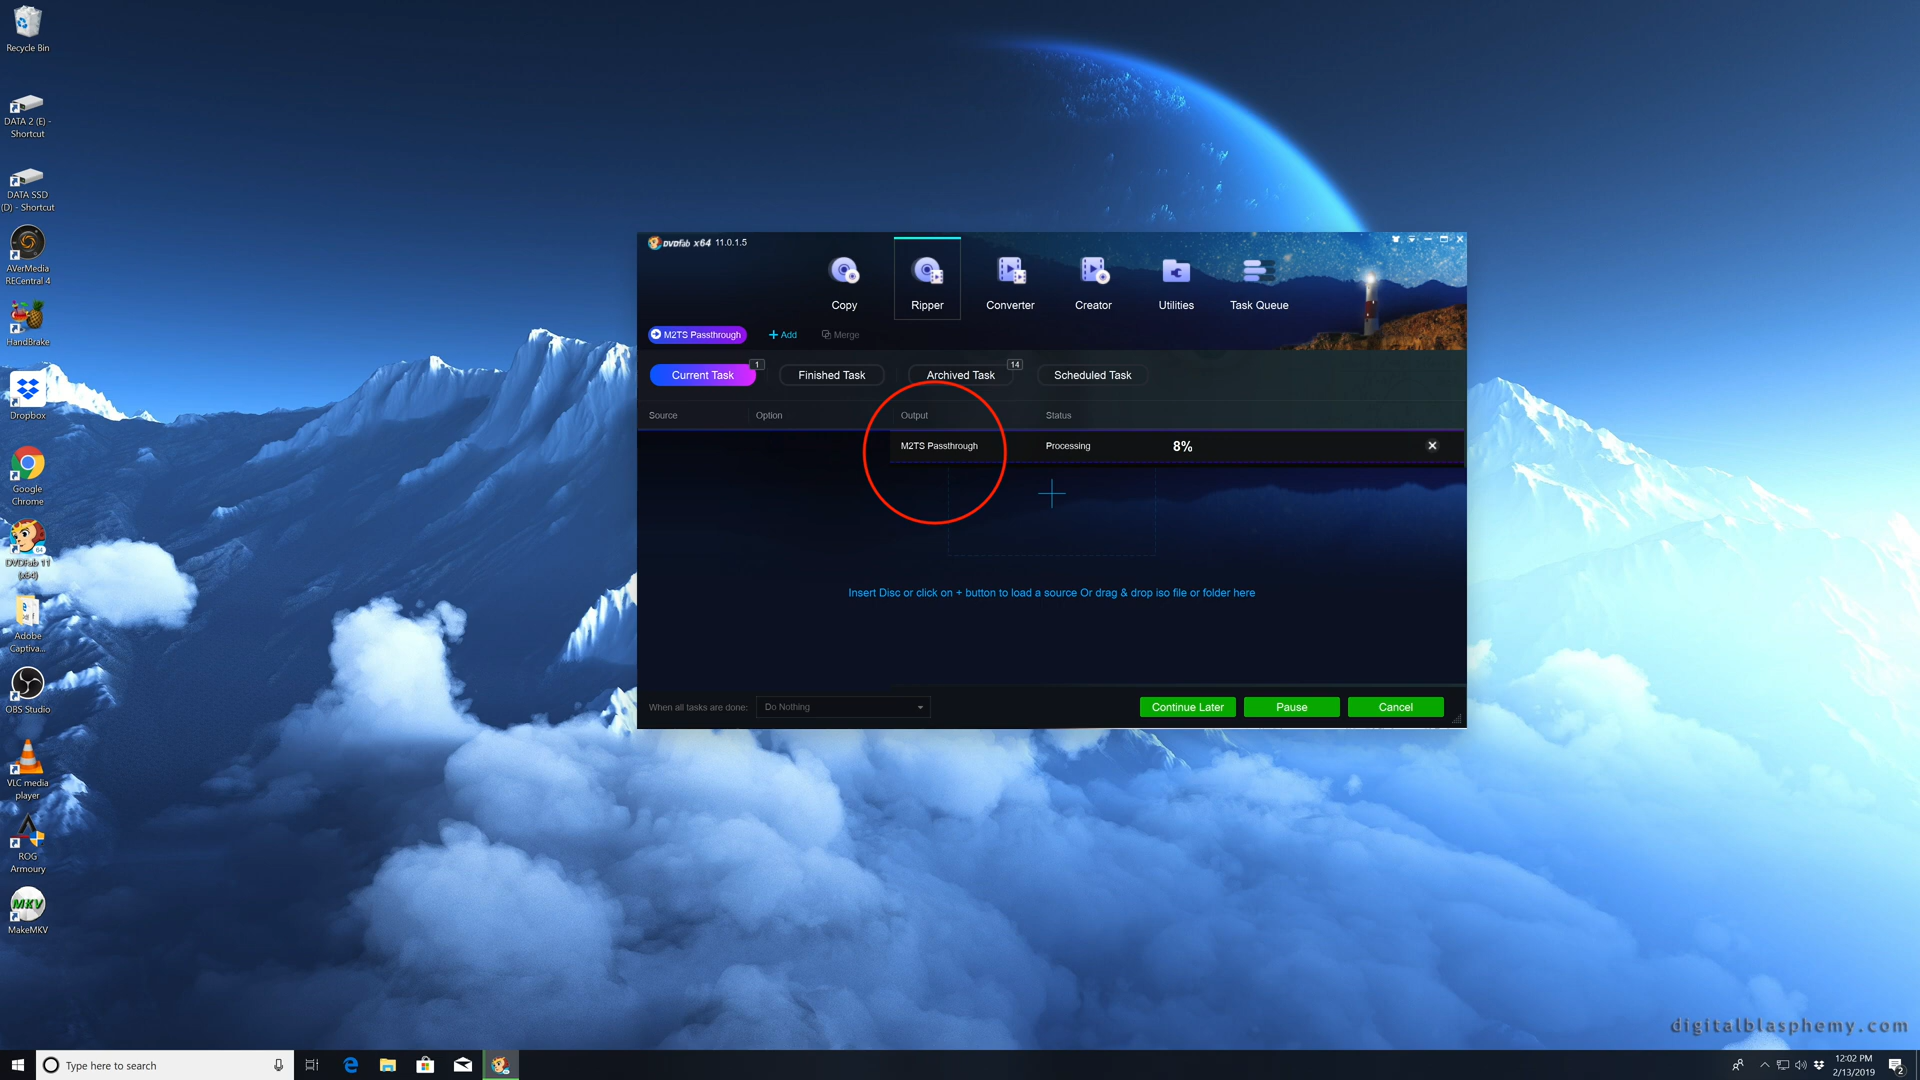 Recycle Bin
DATA 2 (E) -
Shortcut
DATA SSD
(D) - Shortcut
AVerMedia
RECentral 4
HandBrake
Dropbox
Google
Chrome
64
DVDFab 11
(x64)
Adobe
Captiva...
OBS Studio
VLC media
player
ROG
Armoury
MKV
MakeMKV
DVDFab x64 11.0.1.5
Copy Ripper Converter Creator Utilities Task Queue
M2TS Passthrough Add Merge
Current Task 1 Finished Task Archived Task 14 Scheduled Task
Source Option Output Status
M2TS Passthrough Processing 8%
Insert Disc or click on + button to load a source Or drag & drop iso file or folder here
When all tasks are done: Do Nothing Continue Later Pause Cancel
digitalblasphemy.com
Type here to search
12:02 PM
2/13/2019
2